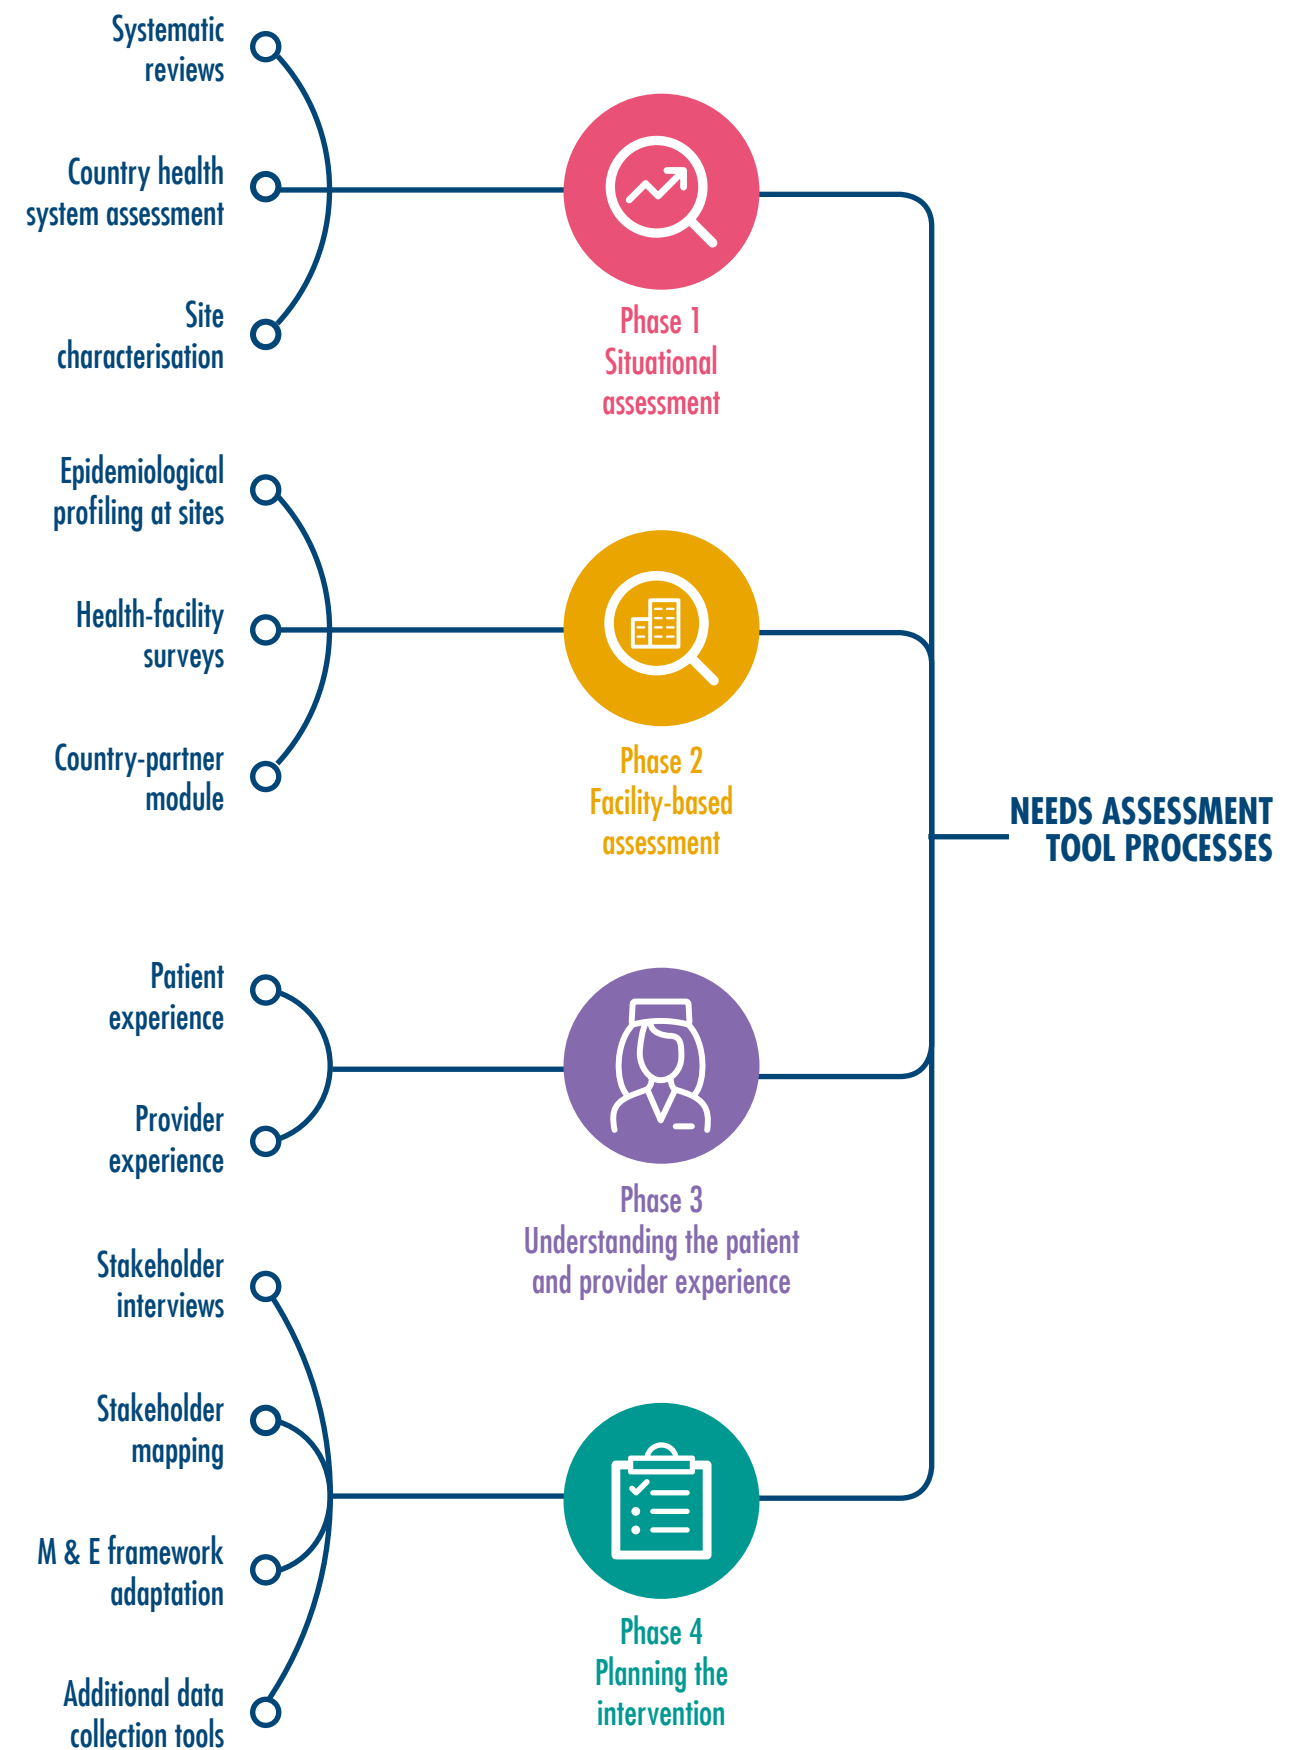 Systematic
reviews
Country health
system assessment
Site
characterisation
Phase 1
Situational
assessment
Epidemiological
profiling at sites
Health-facility
surveys
Country-partner
module
Phase 2
Facility-based
assessment
NEEDS ASSESSMENT
TOOL PROCESSES
Patient
experience
Provider
experience
Phase 3
Understanding the patient
and provider experience
Stakeholder
interviews
Stakeholder
mapping
M & E framework
adaptation
Additional data
collection tools
Phase 4
Planning the
intervention